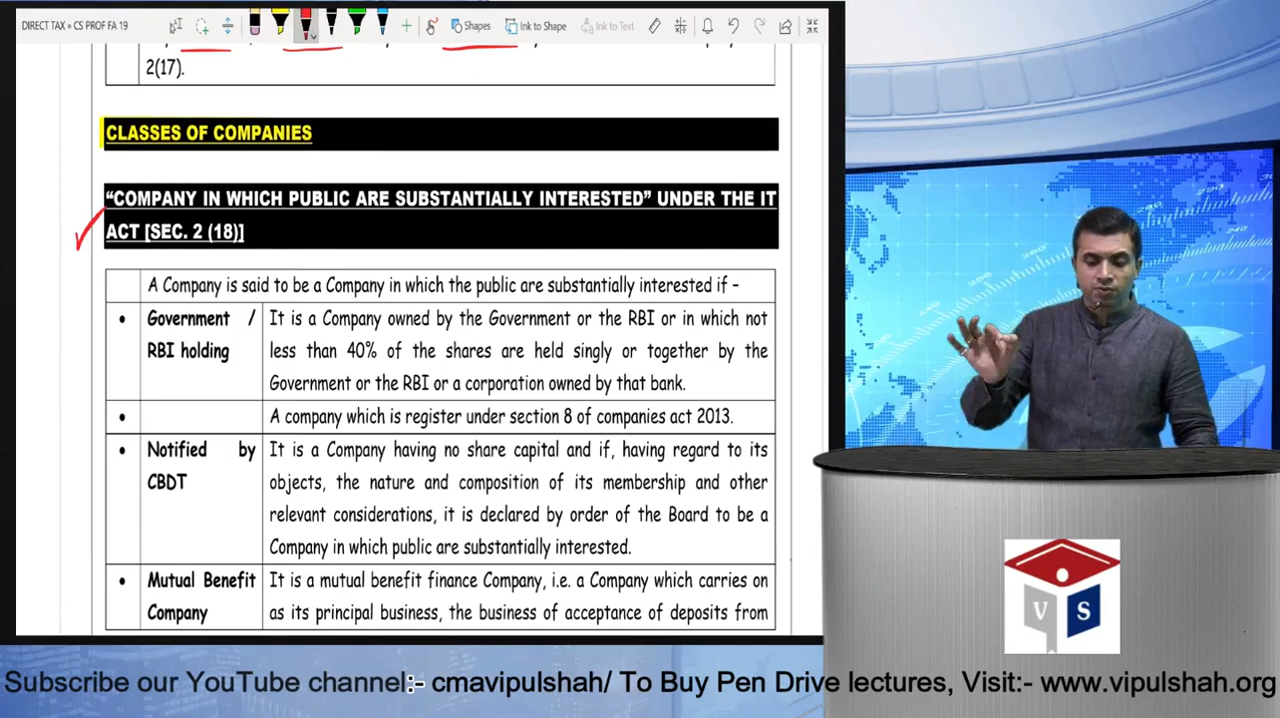 DIRECT TAX » CS PROF FA 19
Shapes
Ink to Shape
Ink to Text
2(17).
CLASSES OF COMPANIES
“COMPANY IN WHICH PUBLIC ARE SUBSTANTIALLY INTERESTED” UNDER THE IT
ACT [SEC. 2 (18)]
A Company is said to be a Company in which the public are substantially interested if –
• Government / It is a Company owned by the Government or the RBI or in which not
RBI holding less than 40% of the shares are held singly or together by the
Government or the RBI or a corporation owned by that bank.
• A company which is register under section 8 of companies act 2013.
• Notified by It is a Company having no share capital and if, having regard to its
CBDT objects, the nature and composition of its membership and other
relevant considerations, it is declared by order of the Board to be a
Company in which public are substantially interested.
• Mutual Benefit It is a mutual benefit finance Company, i.e. a Company which carries on
Company as its principal business, the business of acceptance of deposits from
V S
Subscribe our YouTube channel:- cmavipulshah/ To Buy Pen Drive lectures, Visit:- www.vipulshah.org